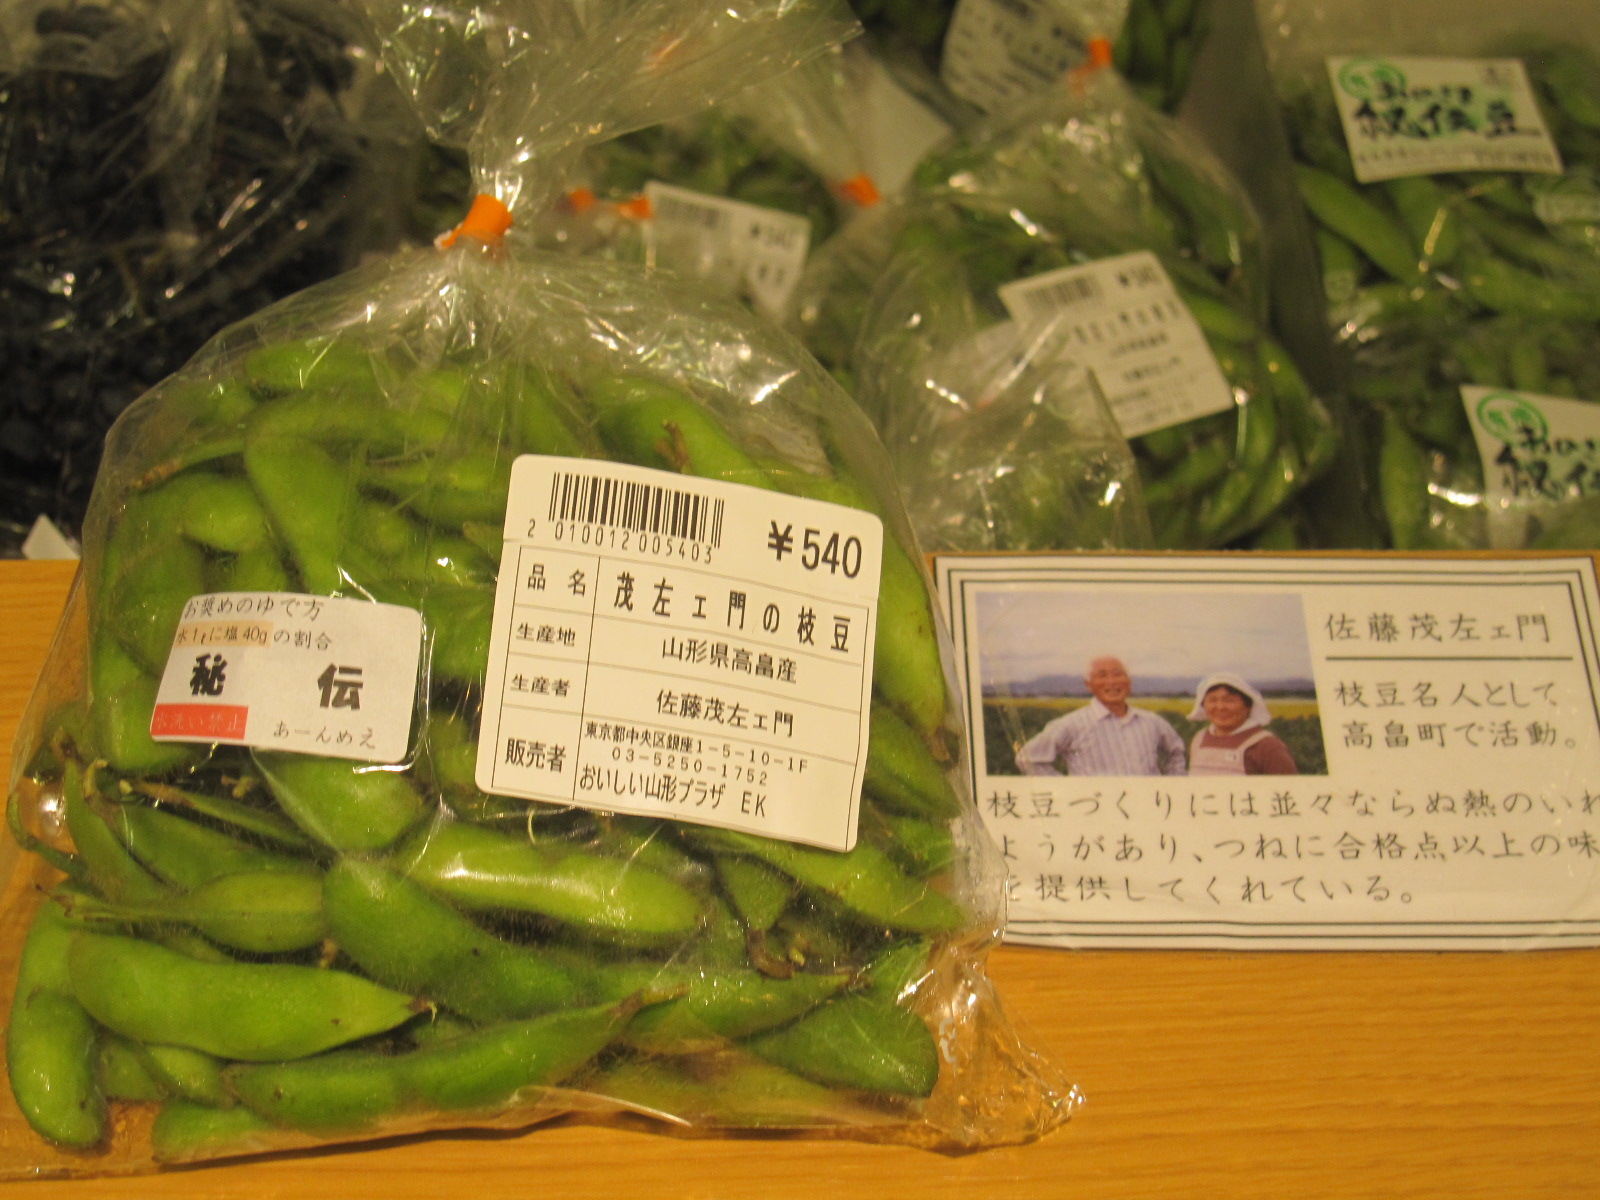 お奨めのゆで方
水1ℓに塩40gの割合
秘 伝
水洗い禁止
あーんめえ
2 010012 005403
¥540
品名 茂左エ門の枝豆
生産地 山形県高畠産
生産者 佐藤茂左エ門
販売者 東京都中央区銀座1-5-10-1F
03-5250-1752
おいしい山形プラザ EK
佐藤茂左エ門
枝豆名人として
高畠町で活動。
枝豆づくりには並々ならぬ熱のいれ
ようがあり、つねに合格点以上の味
を提供してくれている。
秘伝豆